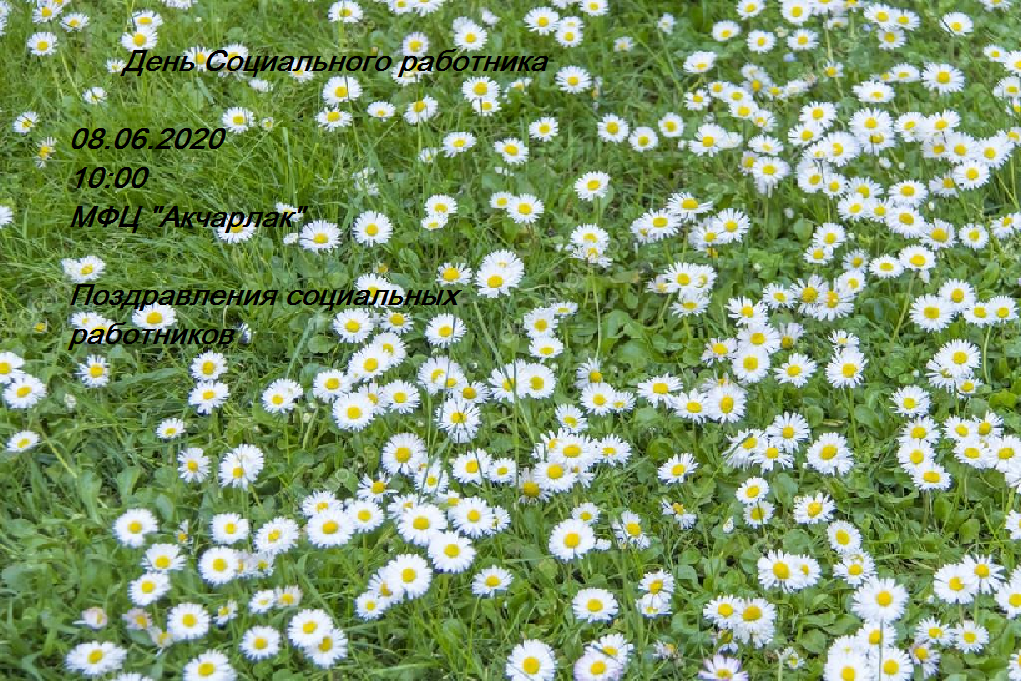 День Социального работника
08.06.2020
10:00
МФЦ "Акчарлак"
Поздравления социальных
работников